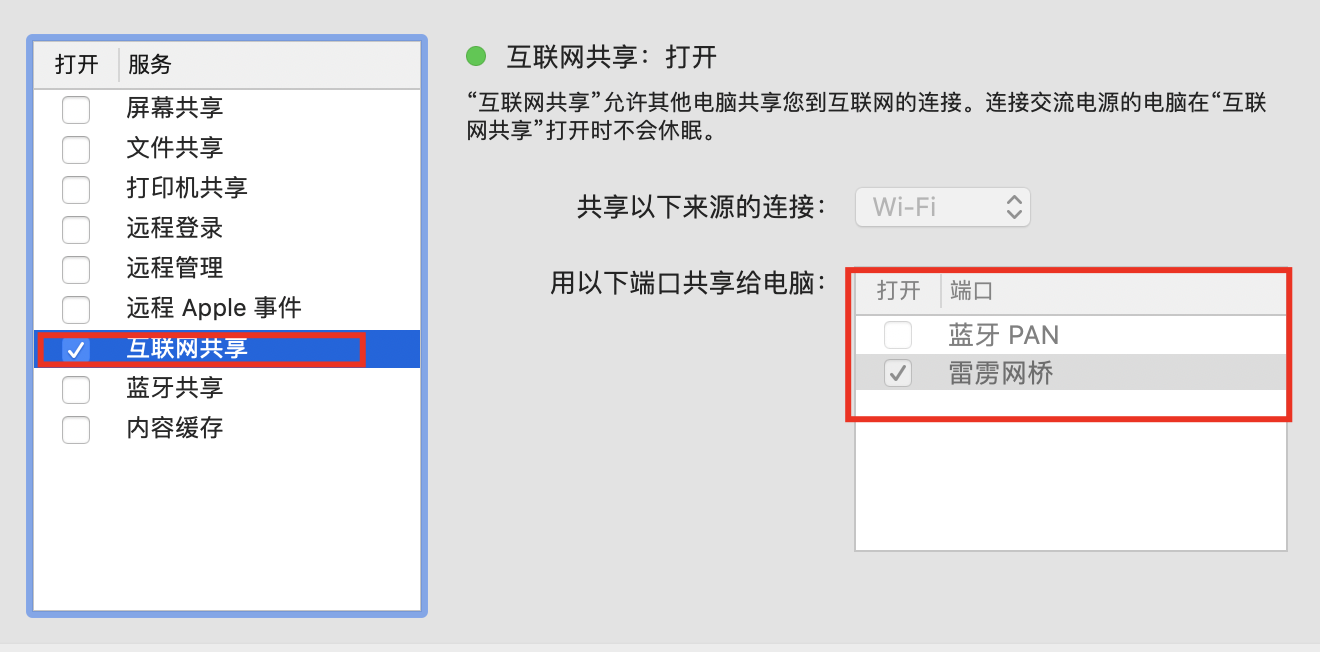 打开 服务
屏幕共享
文件共享
打印机共享
远程登录
远程管理
远程 Apple 事件
互联网共享
蓝牙共享
内容缓存
互联网共享：打开
“互联网共享”允许其他电脑共享您到互联网的连接。连接交流电源的电脑在“互联
网共享”打开时不会休眠。
共享以下来源的连接： Wi-Fi
用以下端口共享给电脑：
打开 端口
蓝牙 PAN
雷雳网桥